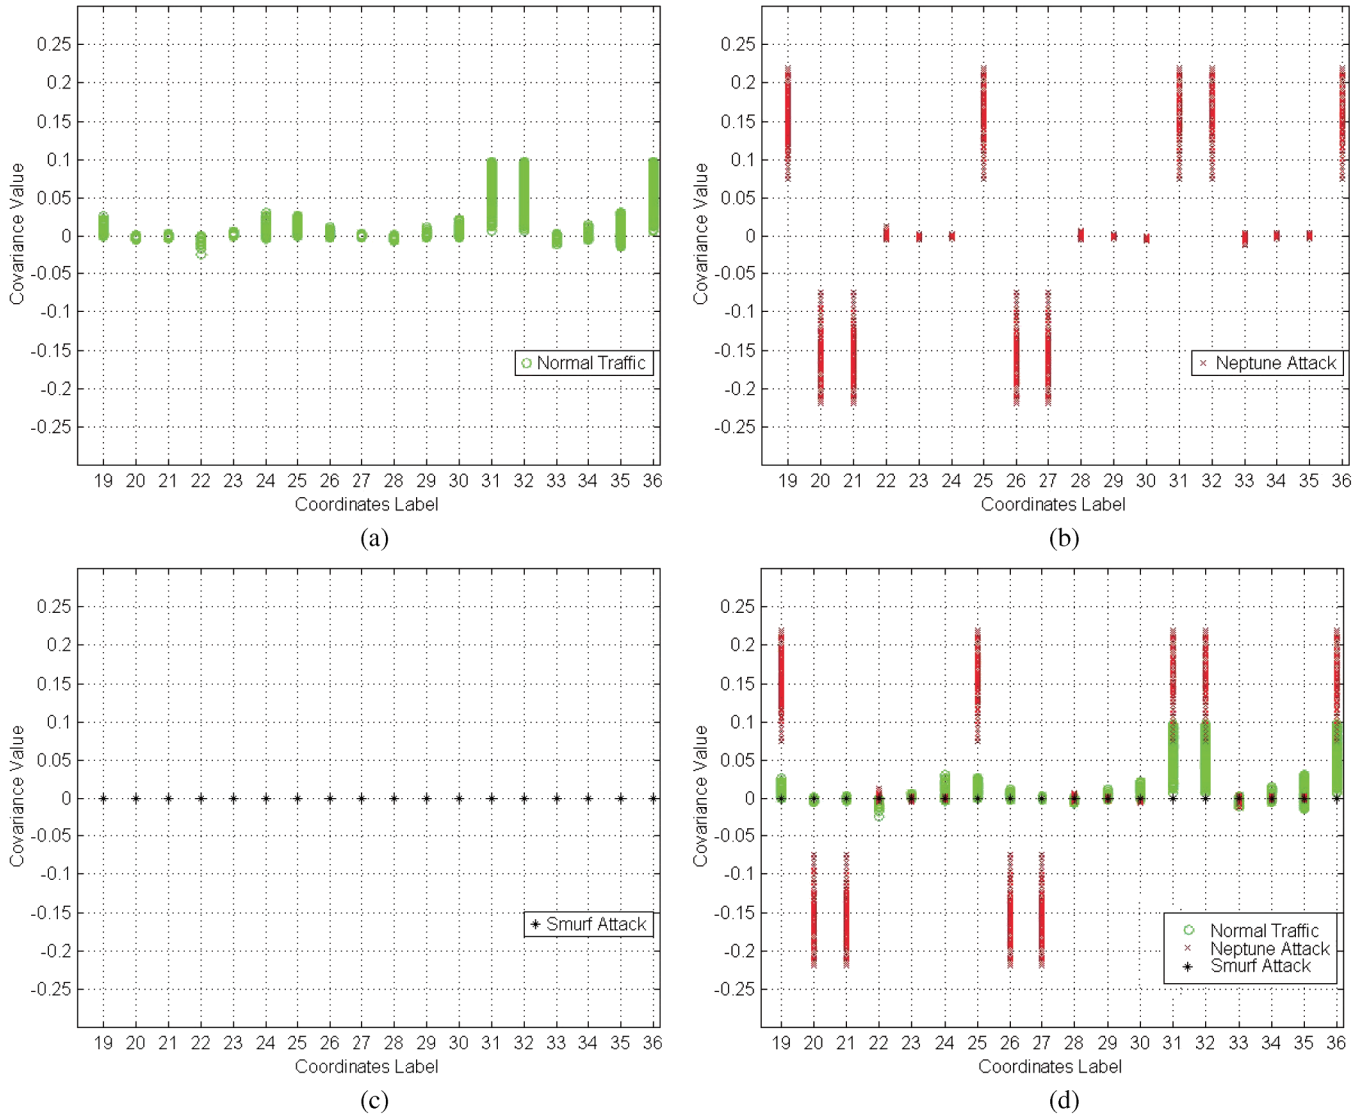 0.25
0.2
0.15
0.1
0.05
0
-0.05
-0.1
-0.15
-0.2
-0.25
Covariance Value
Normal Traffic
19 20 21 22 23 24 25 26 27 28 29 30 31 32 33 34 35 36
Coordinates Label
(a)
0.25
0.2
0.15
0.1
0.05
0
-0.05
-0.1
-0.15
-0.2
-0.25
Covariance Value
Neptune Attack
19 20 21 22 23 24 25 26 27 28 29 30 31 32 33 34 35 36
Coordinates Label
(b)
0.25
0.2
0.15
0.1
0.05
0
-0.05
-0.1
-0.15
-0.2
-0.25
Covariance Value
Smurf Attack
19 20 21 22 23 24 25 26 27 28 29 30 31 32 33 34 35 36
Coordinates Label
(c)
0.25
0.2
0.15
0.1
0.05
0
-0.05
-0.1
-0.15
-0.2
-0.25
Covariance Value
Normal Traffic
Neptune Attack
Smurf Attack
19 20 21 22 23 24 25 26 27 28 29 30 31 32 33 34 35 36
Coordinates Label
(d)